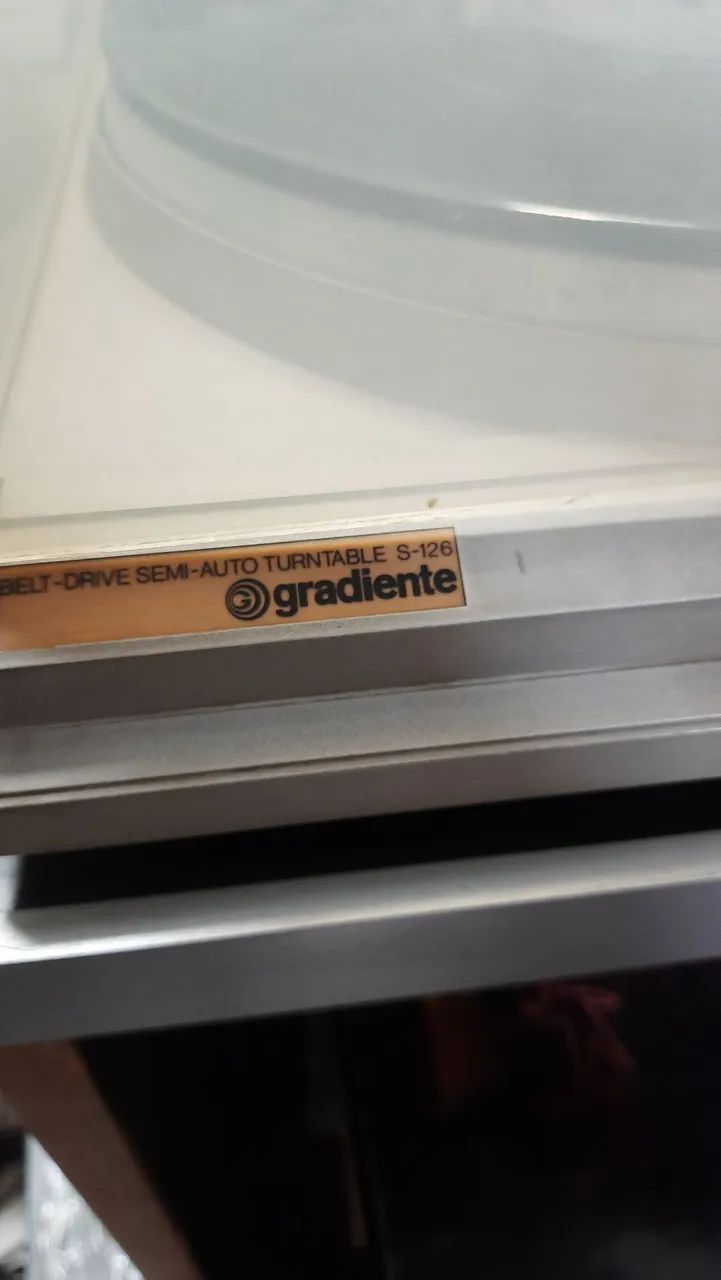 BELT-DRIVE SEMI-AUTO TURNTABLE S-126
G gradiente